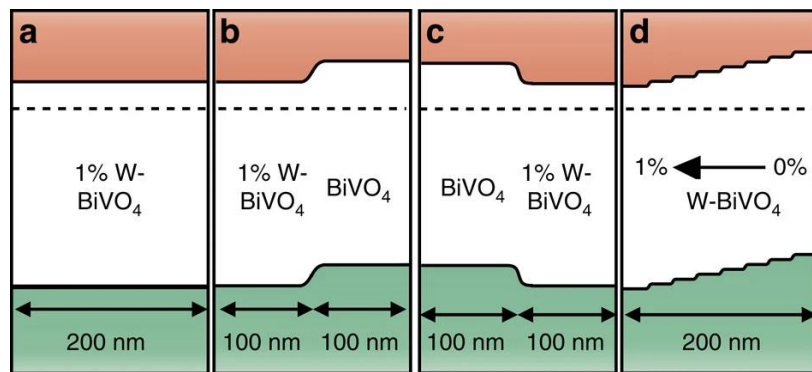 a
1% W-
BiVO4
200 nm
b
1% W-
BiVO4
BiVO4
100 nm
100 nm
c
BiVO4
1% W-
BiVO4
100 nm
100 nm
d
1%
0%
W-BiVO4
200 nm